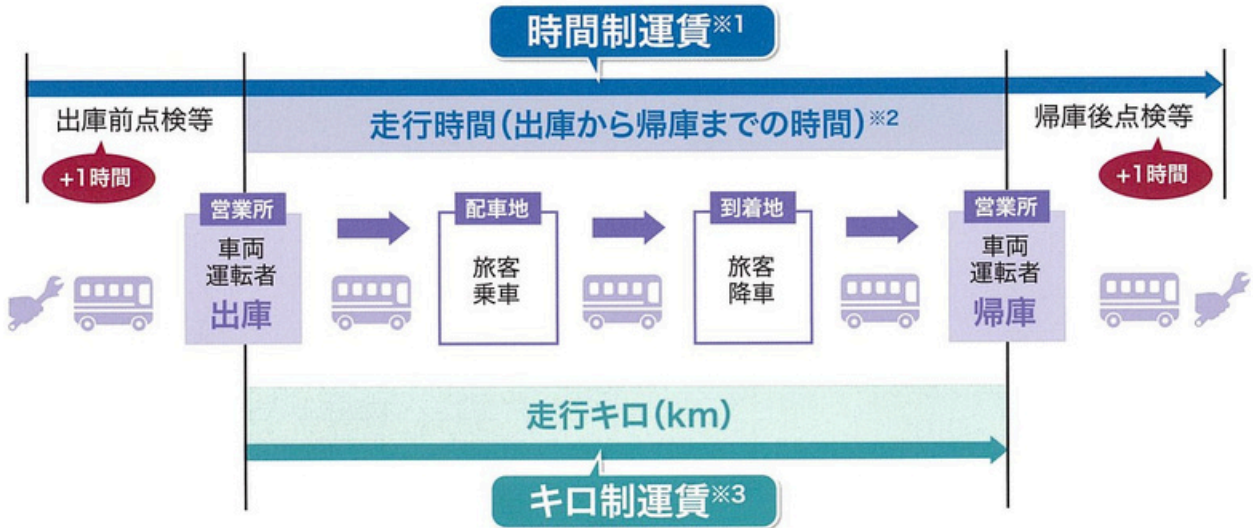 時間制運賃※1
出庫前点検等
走行時間(出庫から帰庫までの時間)※2
帰庫後点検等
+1時間
+1時間
営業所
車両
運転者
出庫
配車地
旅客
乗車
到着地
旅客
降車
営業所
車両
運転者
帰庫
走行キロ(km)
キロ制運賃※3